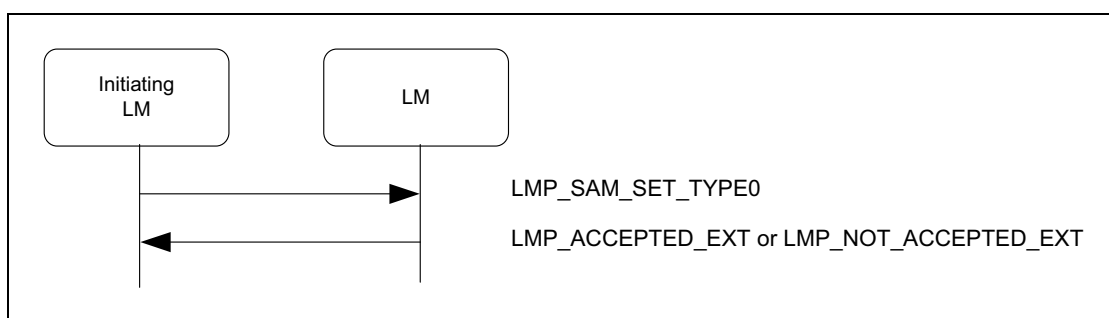 Initiating
LM
LM
LMP_SAM_SET_TYPE0
LMP_ACCEPTED_EXT or LMP_NOT_ACCEPTED_EXT